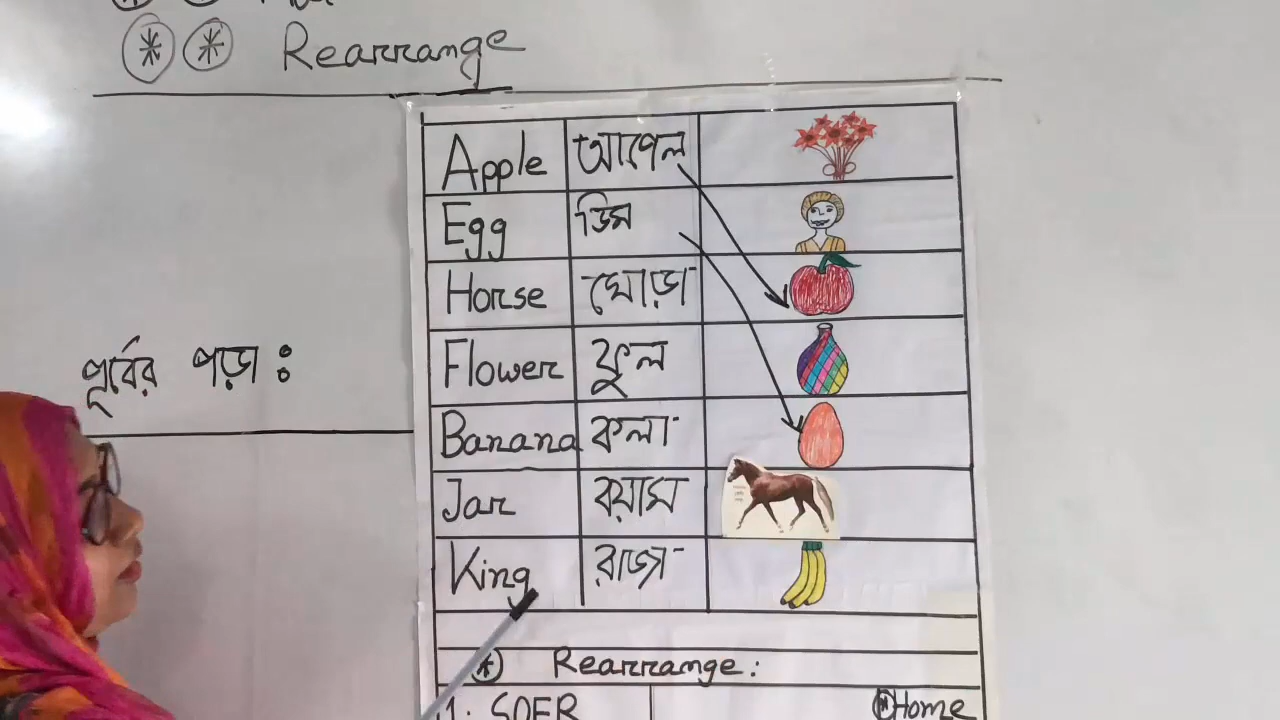 Rearrange
Apple আপেল
Egg ডিম
Horse ঘোড়া
Flower ফুল
পূর্বের পড়া :
Banana কলা
Jar বয়াম
King রাজা
Rearrange:
1. SOER
Home